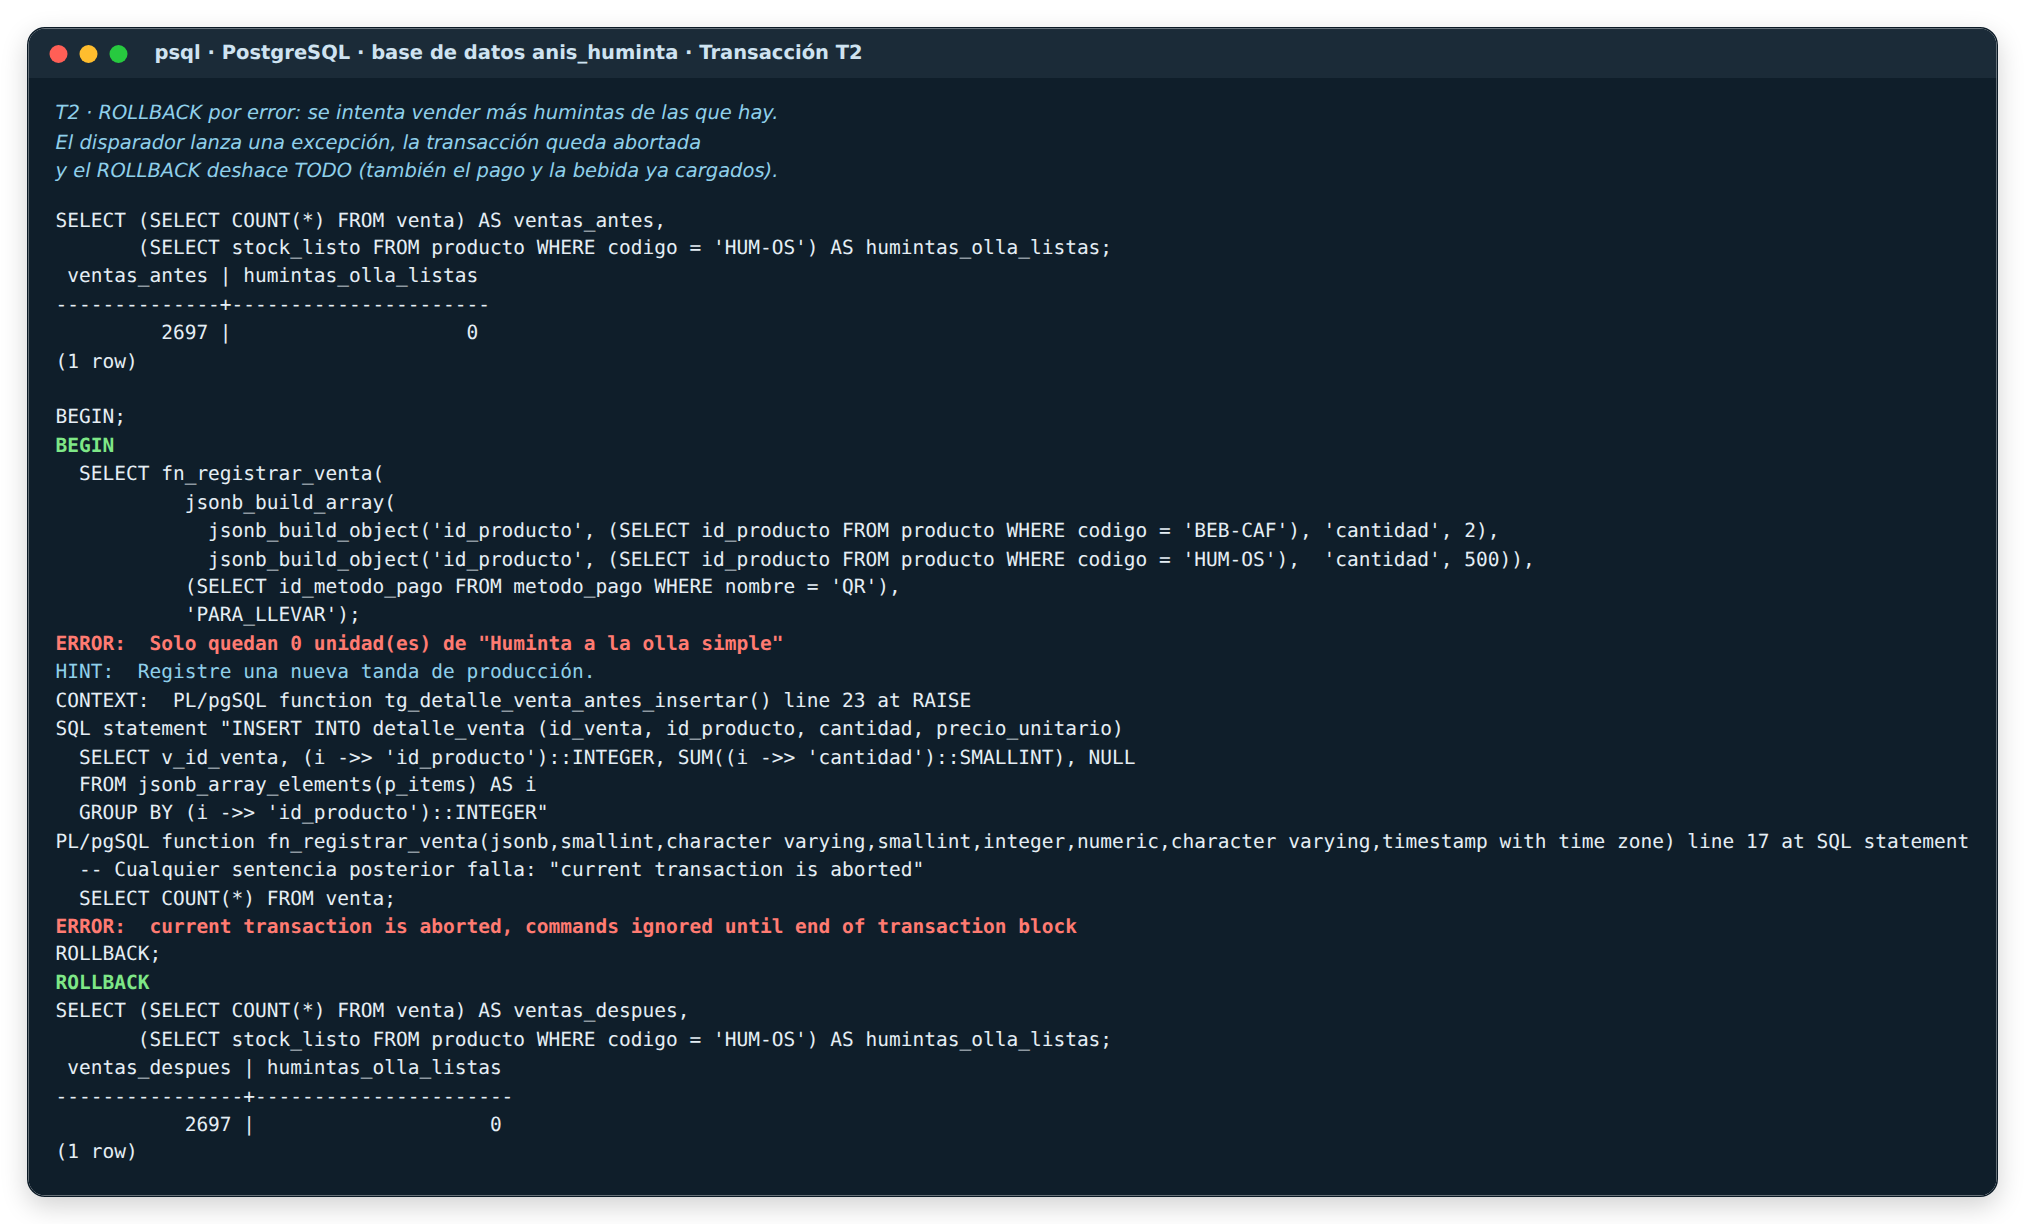 psql · PostgreSQL · base de datos anis_huminta · Transacción T2
T2 · ROLLBACK por error: se intenta vender más humintas de las que hay.
El disparador lanza una excepción, la transacción queda abortada
y el ROLLBACK deshace TODO (también el pago y la bebida ya cargados).
SELECT (SELECT COUNT(*) FROM venta) AS ventas_antes,
       (SELECT stock_listo FROM producto WHERE codigo = 'HUM-OS') AS humintas_olla_listas;
 ventas_antes | humintas_olla_listas
--------------+----------------------
         2697 |                    0
(1 row)
BEGIN;
BEGIN
  SELECT fn_registrar_venta(
           jsonb_build_array(
             jsonb_build_object('id_producto', (SELECT id_producto FROM producto WHERE codigo = 'BEB-CAF'), 'cantidad', 2),
             jsonb_build_object('id_producto', (SELECT id_producto FROM producto WHERE codigo = 'HUM-OS'),  'cantidad', 500)),
           (SELECT id_metodo_pago FROM metodo_pago WHERE nombre = 'QR'),
           'PARA_LLEVAR');
ERROR:  Solo quedan 0 unidad(es) de "Huminta a la olla simple"
HINT:  Registre una nueva tanda de producción.
CONTEXT:  PL/pgSQL function tg_detalle_venta_antes_insertar() line 23 at RAISE
SQL statement "INSERT INTO detalle_venta (id_venta, id_producto, cantidad, precio_unitario)
  SELECT v_id_venta, (i ->> 'id_producto')::INTEGER, SUM((i ->> 'cantidad')::SMALLINT), NULL
  FROM jsonb_array_elements(p_items) AS i
  GROUP BY (i ->> 'id_producto')::INTEGER"
PL/pgSQL function fn_registrar_venta(jsonb,smallint,character varying,smallint,integer,numeric,character varying,timestamp with time zone) line 17 at SQL statement
  -- Cualquier sentencia posterior falla: "current transaction is aborted"
  SELECT COUNT(*) FROM venta;
ERROR:  current transaction is aborted, commands ignored until end of transaction block
ROLLBACK;
ROLLBACK
SELECT (SELECT COUNT(*) FROM venta) AS ventas_despues,
       (SELECT stock_listo FROM producto WHERE codigo = 'HUM-OS') AS humintas_olla_listas;
 ventas_despues | humintas_olla_listas
----------------+----------------------
           2697 |                    0
(1 row)